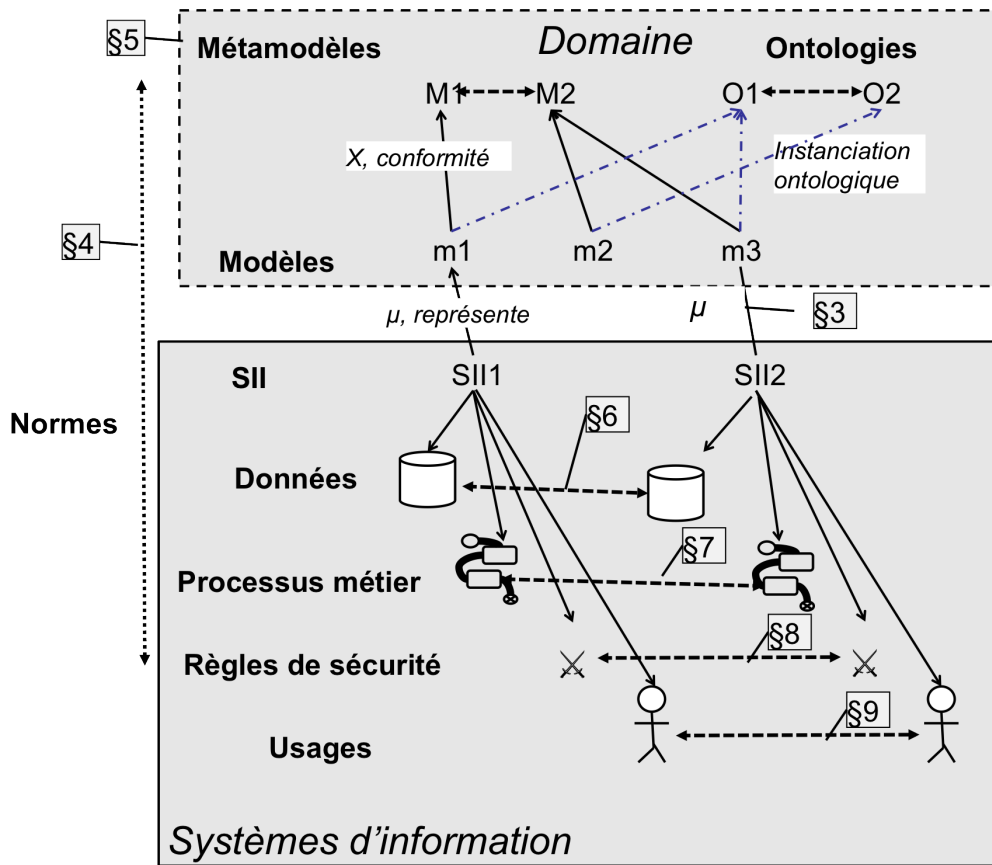 §5
Métamodèles
Domaine
Ontologies
M1
M2
O1
O2
X, conformité
Instanciation
ontologique
§4
Modèles
m1
m2
m3
µ, représente
µ
§3
SII
SII1
SII2
Normes
§6
Données
§7
Processus métier
§8
Règles de sécurité
§9
Usages
Systèmes d’information